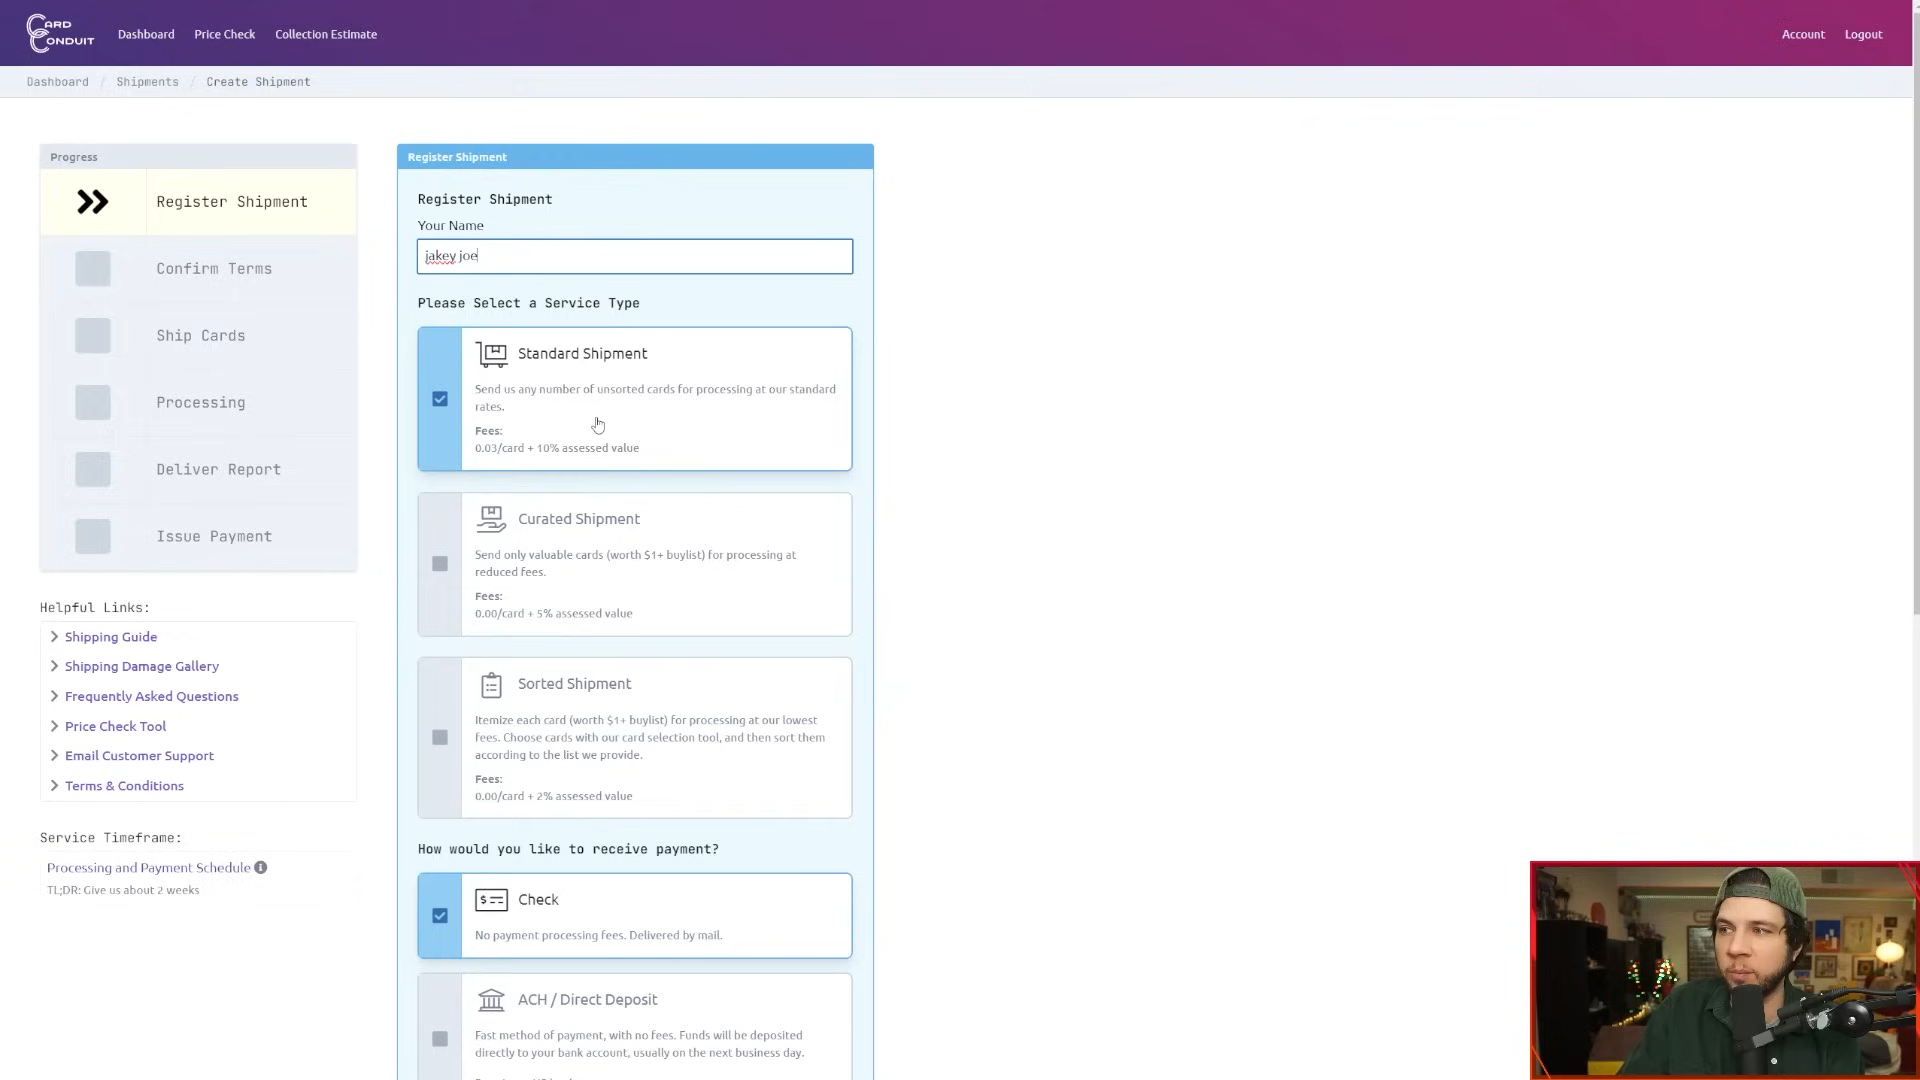 CARD
CONDUIT
Dashboard
Price Check
Collection Estimate
Account
Logout
Dashboard / Shipments / Create Shipment
Progress
Register Shipment
Confirm Terms
Ship Cards
Processing
Deliver Report
Issue Payment
Helpful Links:
Shipping Guide
Shipping Damage Gallery
Frequently Asked Questions
Price Check Tool
Email Customer Support
Terms & Conditions
Service Timeframe:
Processing and Payment Schedule
TL;DR: Give us about 2 weeks
Register Shipment
Register Shipment
Your Name
jakey joe
Please Select a Service Type
Standard Shipment
Send us any number of unsorted cards for processing at our standard
rates.
Fees:
0.03/card + 10% assessed value
Curated Shipment
Send only valuable cards (worth $1+ buylist) for processing at
reduced fees.
Fees:
0.00/card + 5% assessed value
Sorted Shipment
Itemize each card (worth $1+ buylist) for processing at our lowest
fees. Choose cards with our card selection tool, and then sort them
according to the list we provide.
Fees:
0.00/card + 2% assessed value
How would you like to receive payment?
Check
No payment processing fees. Delivered by mail.
ACH / Direct Deposit
Fast method of payment, with no fees. Funds will be deposited
directly to your bank account, usually on the next business day.